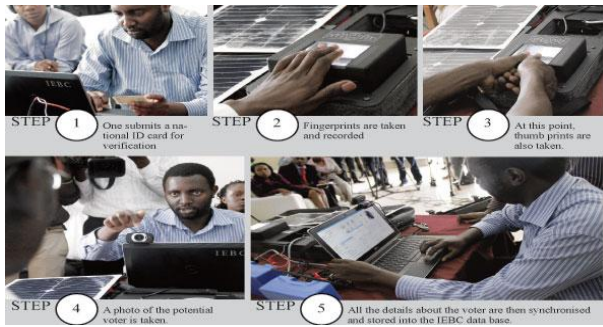 IEBC
STEP 1 One submits a na-
tional ID card for
verification
STEP 2 Fingerprints are taken
and recorded
STEP 3 At this point,
thumb prints are
also taken.
IEBC
STEP 4 A photo of the potential
voter is taken.
STEP 5 All the details about the voter are then synchronised
and stored into the IEBC data base.